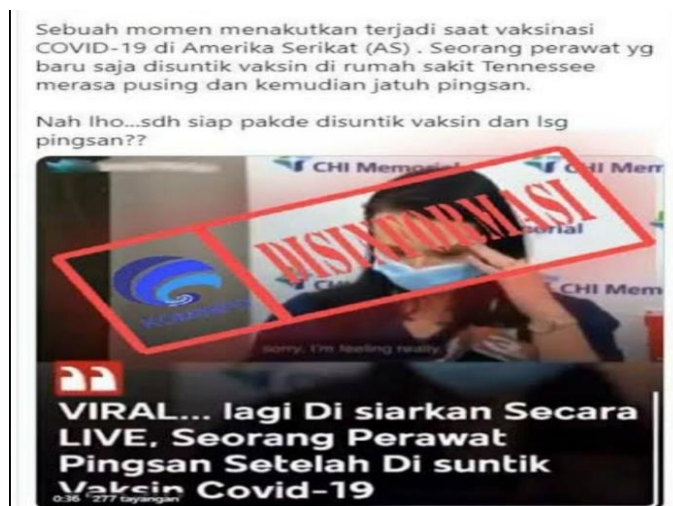 Sebuah momen menakutkan terjadi saat vaksinasi
COVID-19 di Amerika Serikat (AS) . Seorang perawat yg
baru saja disuntik vaksin di rumah sakit Tennessee
merasa pusing dan kemudian jatuh pingsan.
Nah lho...sdh siap pakde disuntik vaksin dan lsg
pingsan??
CHI Memorial
CHI Mem
DISINFORMASI
KOMINFO
orial
CHI Mem
sorry, I'm feeling really
VIRAL... lagi Di siarkan Secara
LIVE, Seorang Perawat
Pingsan Setelah Di suntik
Vaksin Covid-19
0:36 277 tayangan